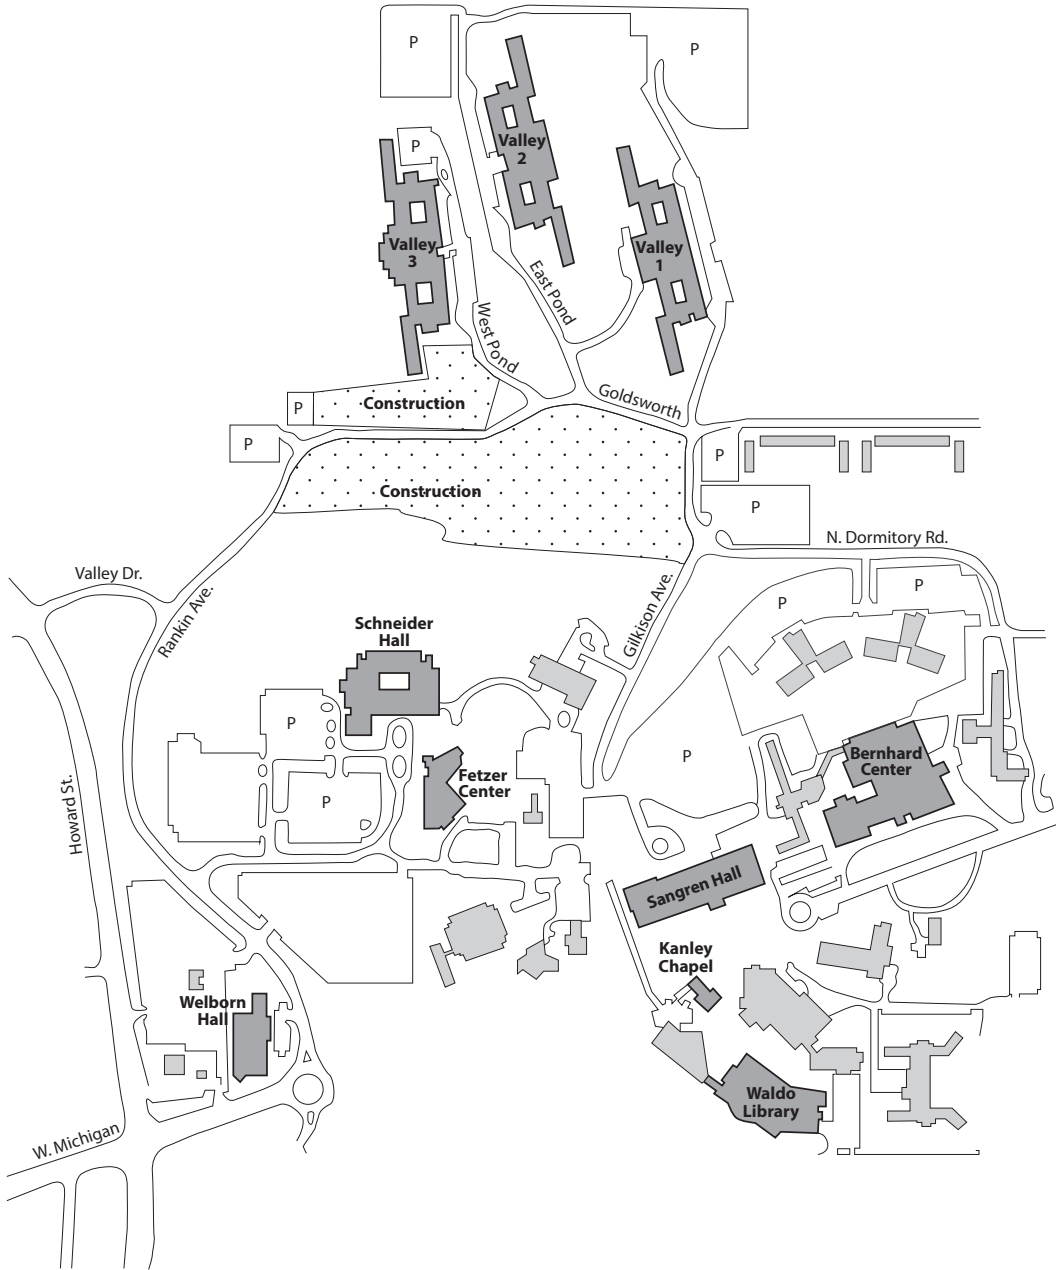 P
P
P
Valley
2
Valley
3
Valley
1
East Pond
West Pond
Goldsworth
P
Construction
P
P
Construction
P
N. Dormitory Rd.
Valley Dr.
Rankin Ave.
Gilkison Ave.
P
P
Schneider
Hall
P
P
Bernhard
Center
Fetzer
Center
P
Howard St.
Sangren Hall
Kanley
Chapel
Welborn
Hall
Waldo
Library
W. Michigan